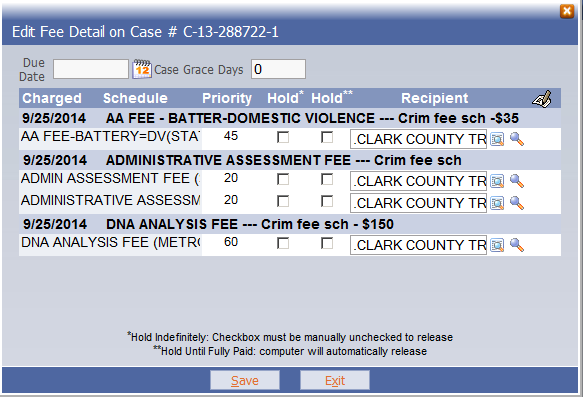 Edit Fee Detail on Case # C-13-288722-1
Due Date 12 Case Grace Days 0
Charged Schedule Priority Hold* Hold** Recipient
9/25/2014 AA FEE - BATTER-DOMESTIC VIOLENCE --- Crim fee sch -$35
AA FEE-BATTERY=DV(STA 45 .CLARK COUNTY TR
9/25/2014 ADMINISTRATIVE ASSESSMENT FEE --- Crim fee sch
ADMIN ASSESSMENT FEE ( 20 .CLARK COUNTY TR
ADMINISTRATIVE ASSESSM 20 .CLARK COUNTY TR
9/25/2014 DNA ANALYSIS FEE --- Crim fee sch - $150
DNA ANALYSIS FEE (METR 60 .CLARK COUNTY TR
*Hold Indefinitely: Checkbox must be manually unchecked to release
**Hold Until Fully Paid: computer will automatically release
Save Exit